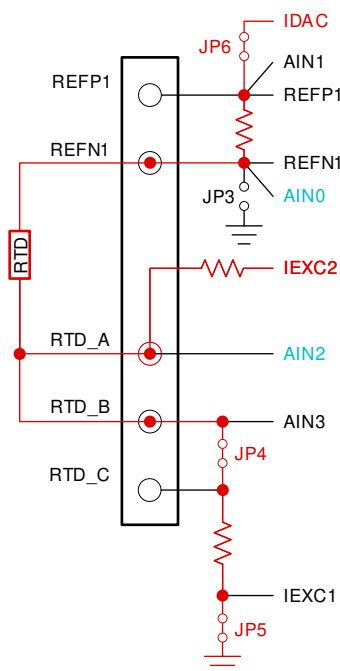 IDAC
JP6
AIN1
REFP1
REFP1
REFN1
REFN1
JP3
AIN0
RTD
IEXC2
RTD_A
AIN2
RTD_B
AIN3
JP4
RTD_C
IEXC1
JP5